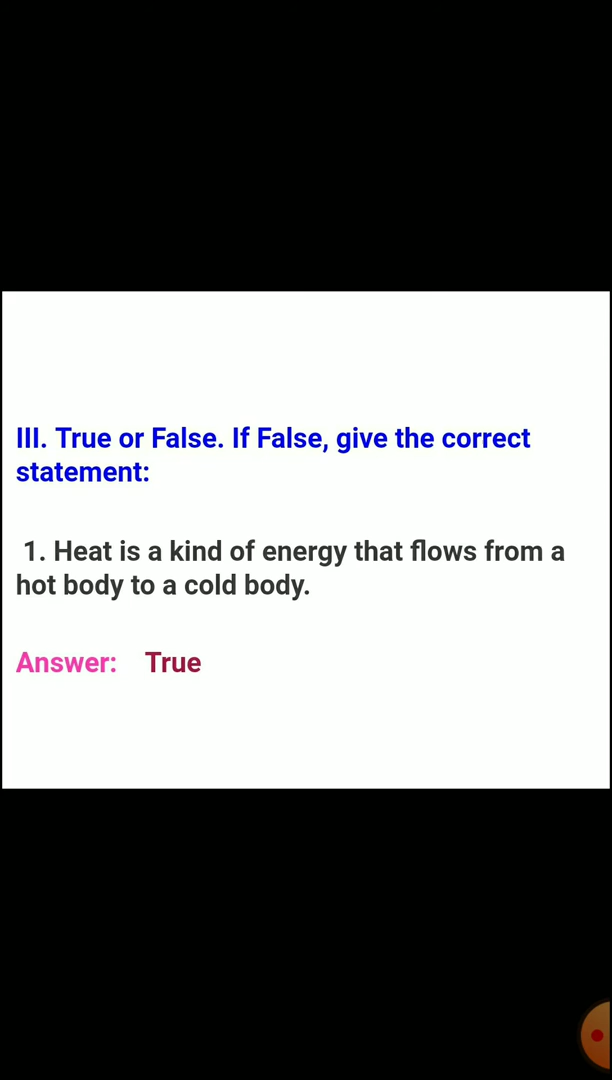 III. True or False. If False, give the correct
statement:
1. Heat is a kind of energy that flows from a
hot body to a cold body.
Answer: True